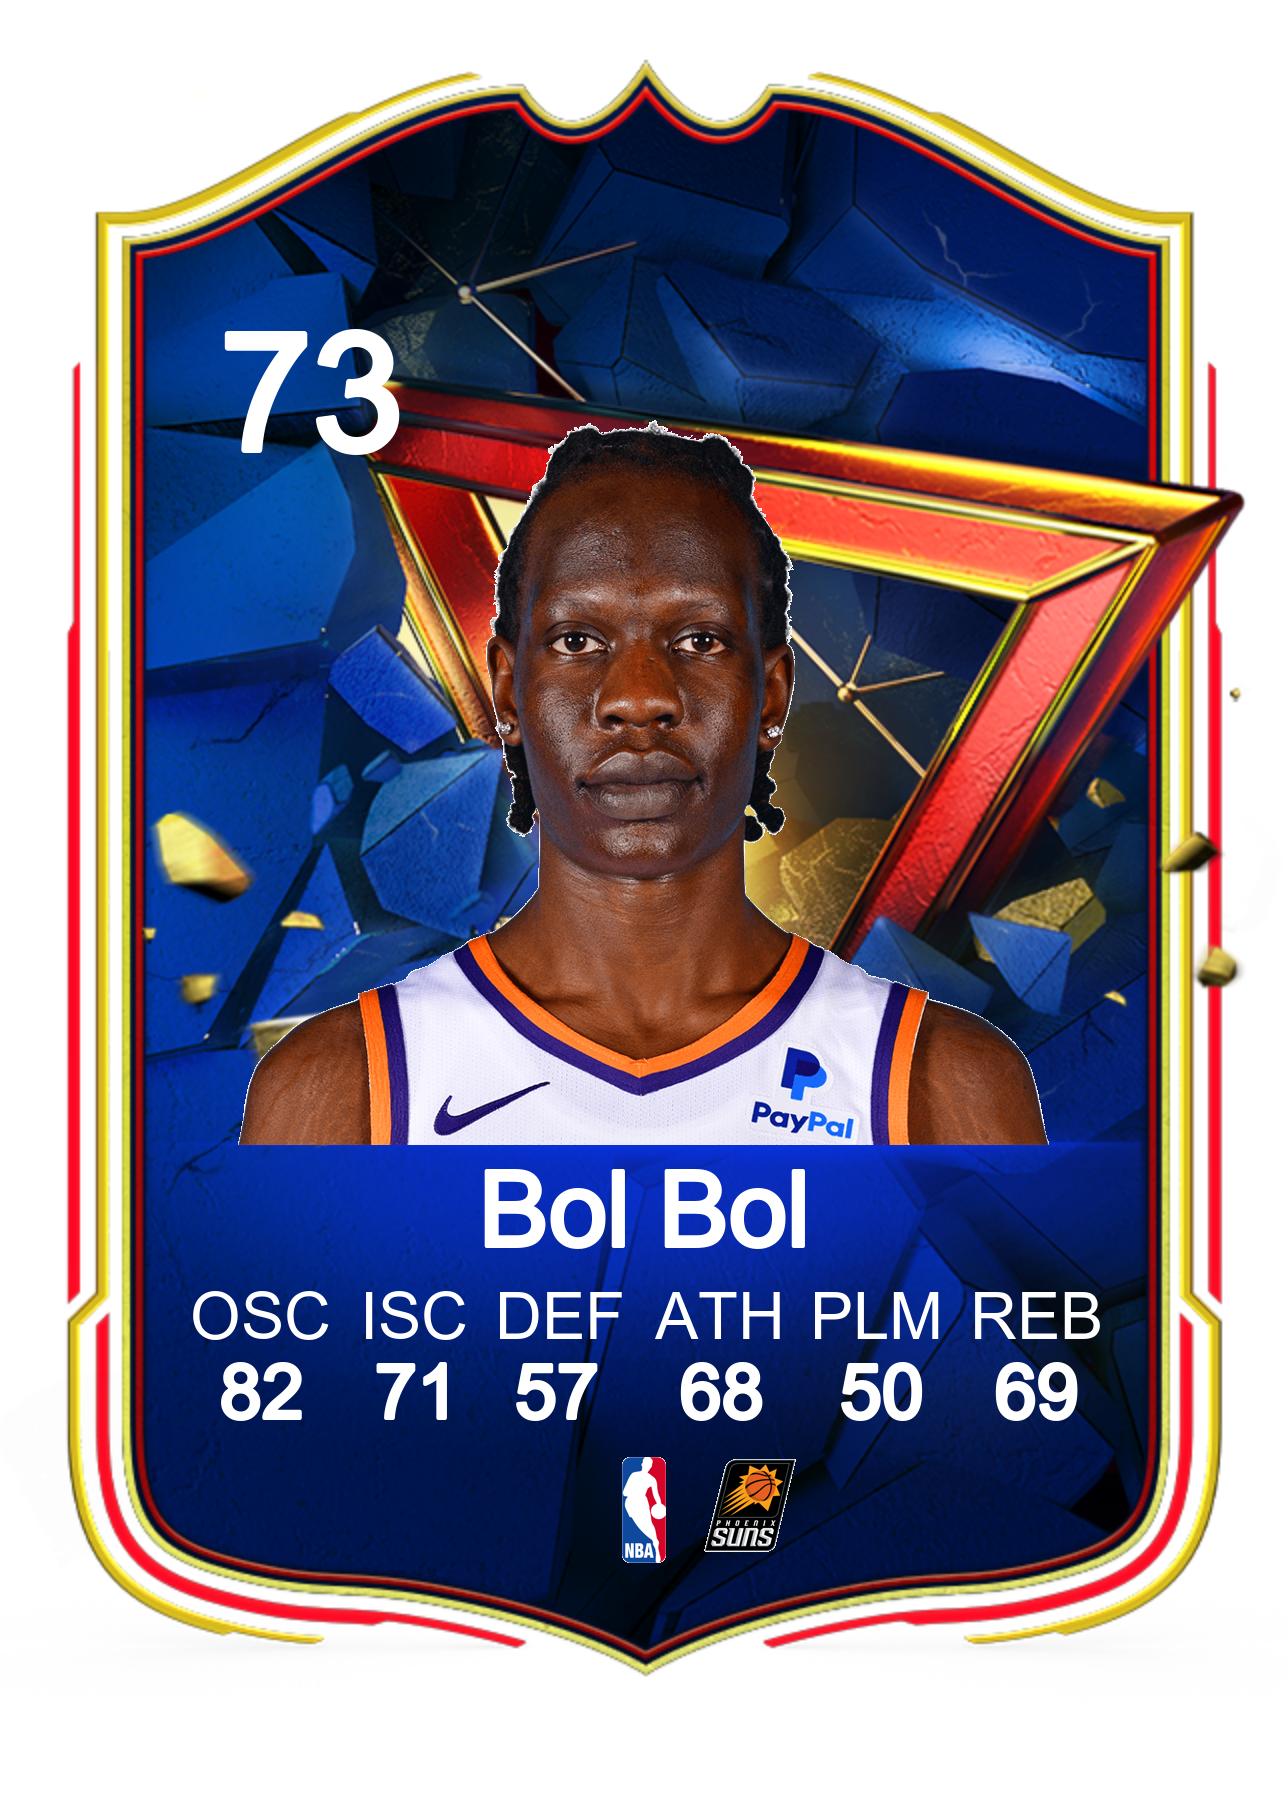 73
PayPal
Bol Bol
OSC ISC DEF ATH PLM REB
82 71 57 68 50 69
NBA
PHOENIX
SUNS